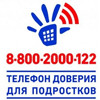 8-800-2000-122
ТЕЛЕФОН ДОВЕРИЯ
ДЛЯ ПОДРОСТКОВ